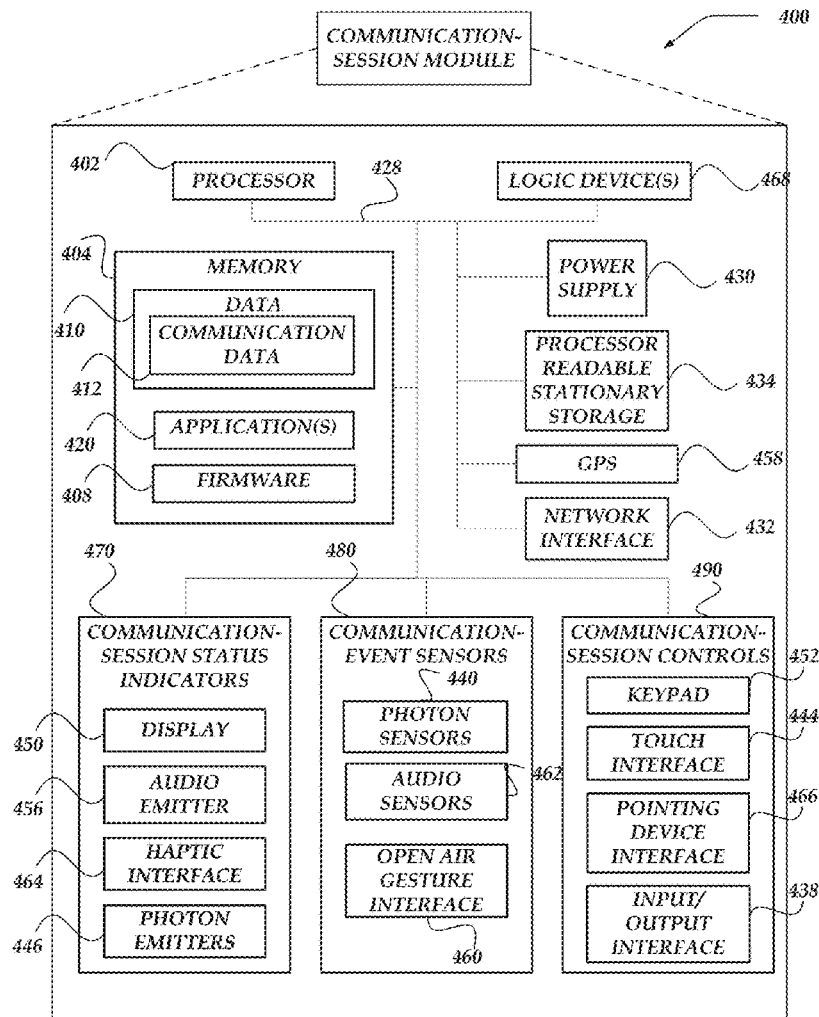 400
COMMUNICATION-
SESSION MODULE
402
PROCESSOR
428
LOGIC DEVICE(S)
468
404
MEMORY
DATA
410
COMMUNICATION
DATA
412
APPLICATION(S)
420
FIRMWARE
408
POWER
SUPPLY
430
PROCESSOR
READABLE
STATIONARY
STORAGE
434
GPS
458
NETWORK
INTERFACE
432
470
COMMUNICATION-
SESSION STATUS
INDICATORS
DISPLAY
450
AUDIO
EMITTER
456
HAPTIC
INTERFACE
464
PHOTON
EMITTERS
446
480
COMMUNICATION-
EVENT SENSORS
440
PHOTON
SENSORS
462
AUDIO
SENSORS
OPEN AIR
GESTURE
INTERFACE
460
490
COMMUNICATION-
SESSION CONTROLS
452
KEYPAD
444
TOUCH
INTERFACE
466
POINTING
DEVICE
INTERFACE
438
INPUT/
OUTPUT
INTERFACE